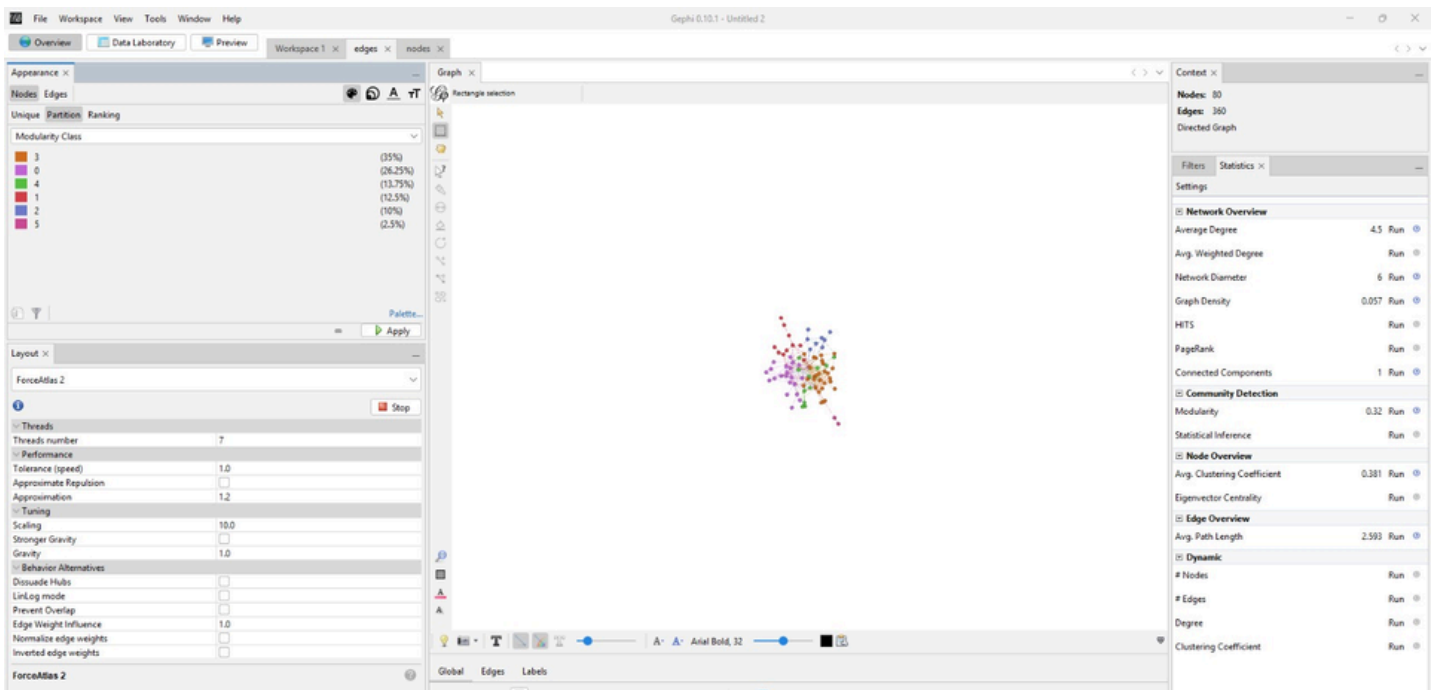 File Workspace View Tools Window Help
Gephi 0.10.1 - Untitled 2
Overview Data Laboratory Preview
Workspace 1 × edges × nodes ×
Appearance ×
Nodes Edges
Unique Partition Ranking
Modularity Class
3 (35%)
0 (26.25%)
4 (13.75%)
1 (12.5%)
2 (10%)
5 (2.5%)
Palette...
Apply
Layout ×
ForceAtlas 2
Stop
Threads
Threads number 7
Performance
Tolerance (speed) 1.0
Approximate Repulsion
Approximation 1.2
Tuning
Scaling 10.0
Stronger Gravity
Gravity 1.0
Behavior Alternatives
Dissuade Hubs
LinLog mode
Prevent Overlap
Edge Weight Influence 1.0
Normalize edge weights
Inverted edge weights
ForceAtlas 2
Graph ×
Rectangle selection
A- A- Arial Bold, 32
Global Edges Labels
Context ×
Nodes: 80
Edges: 360
Directed Graph
Filters Statistics ×
Settings
Network Overview
Average Degree 4.5 Run
Avg. Weighted Degree Run
Network Diameter 6 Run
Graph Density 0.057 Run
HITS Run
PageRank Run
Connected Components 1 Run
Community Detection
Modularity 0.32 Run
Statistical Inference Run
Node Overview
Avg. Clustering Coefficient 0.381 Run
Eigenvector Centrality Run
Edge Overview
Avg. Path Length 2.593 Run
Dynamic
# Nodes Run
# Edges Run
Degree Run
Clustering Coefficient Run